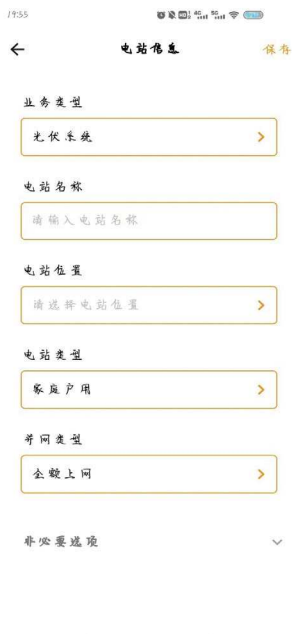 19:55
电站信息
保存
业务类型
光伏系统
电站名称
请输入电站名称
电站位置
请选择电站位置
电站类型
家庭户用
并网类型
全额上网
非必要选项